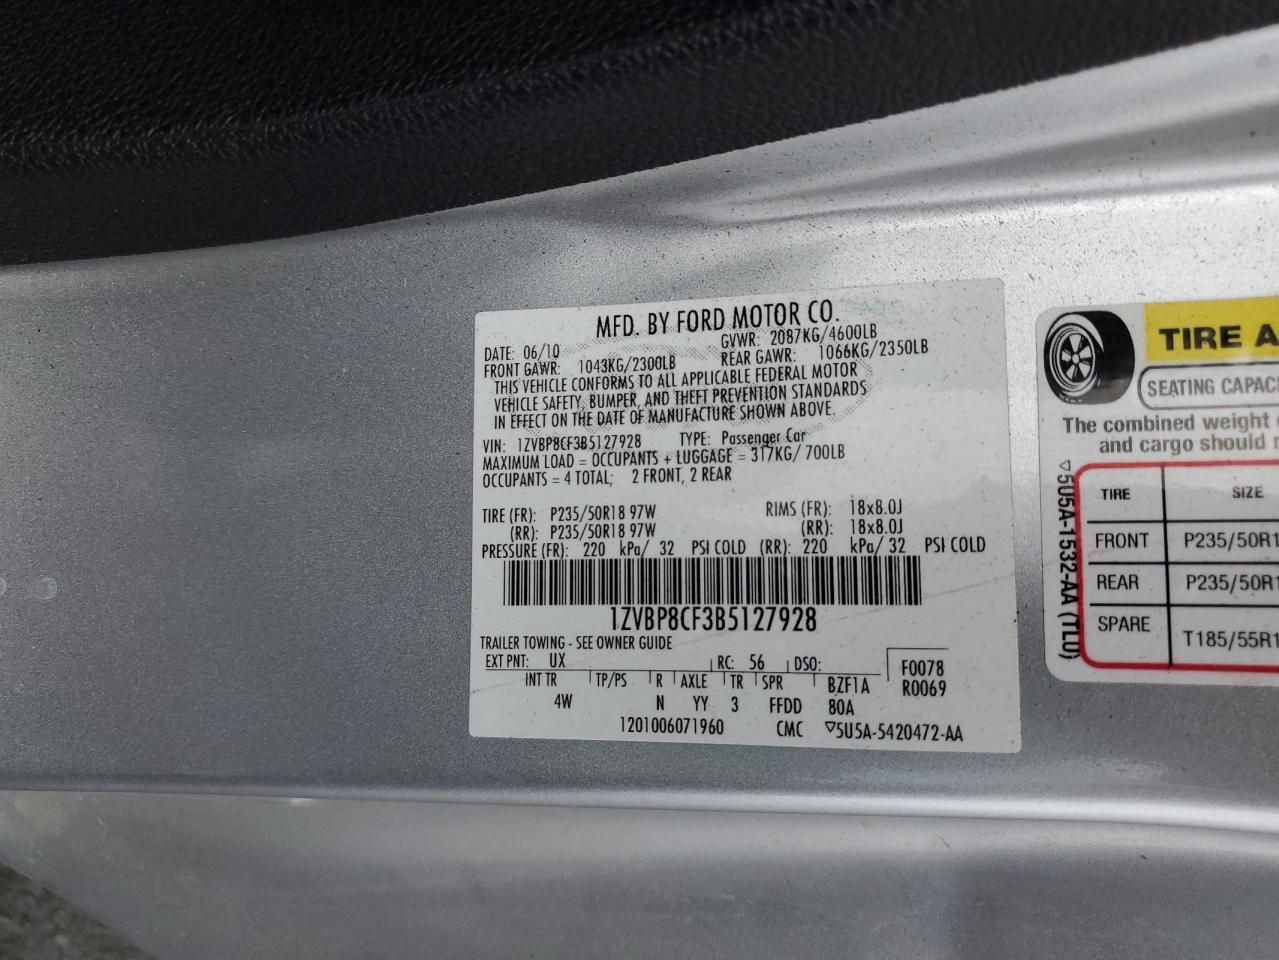 MFD. BY FORD MOTOR CO.
DATE: 06/10 GVWR: 2087KG/4600LB
FRONT GAWR: 1043KG/2300LB REAR GAWR: 1066KG/2350LB
THIS VEHICLE CONFORMS TO ALL APPLICABLE FEDERAL MOTOR
VEHICLE SAFETY, BUMPER, AND THEFT PREVENTION STANDARDS
IN EFFECT ON THE DATE OF MANUFACTURE SHOWN ABOVE.
VIN: 1ZVBP8CF3B5127928 TYPE: Passenger Car
MAXIMUM LOAD = OCCUPANTS + LUGGAGE = 317KG/ 700LB
OCCUPANTS = 4 TOTAL; 2 FRONT, 2 REAR
TIRE (FR): P235/50R18 97W RIMS (FR): 18x8.0J
(RR): P235/50R18 97W (RR): 18x8.0J
PRESSURE (FR): 220 kPa/ 32 PSI COLD (RR): 220 kPa/ 32 PSI COLD
1ZVBP8CF3B5127928
TRAILER TOWING - SEE OWNER GUIDE
EXT PNT: UX RC: 56 DSO: F0078
INT TR TP/PS R AXLE TR SPR BZF1A R0069
4W N YY 3 FFDD 80A
1201006071960 CMC ▽5U5A-5420472-AA
TIRE A
SEATING CAPAC
The combined weight
and cargo should
TIRE SIZE
FRONT P235/50R1
REAR P235/50R1
SPARE T185/55R1
▽5U5A-1532-AA (TLU)